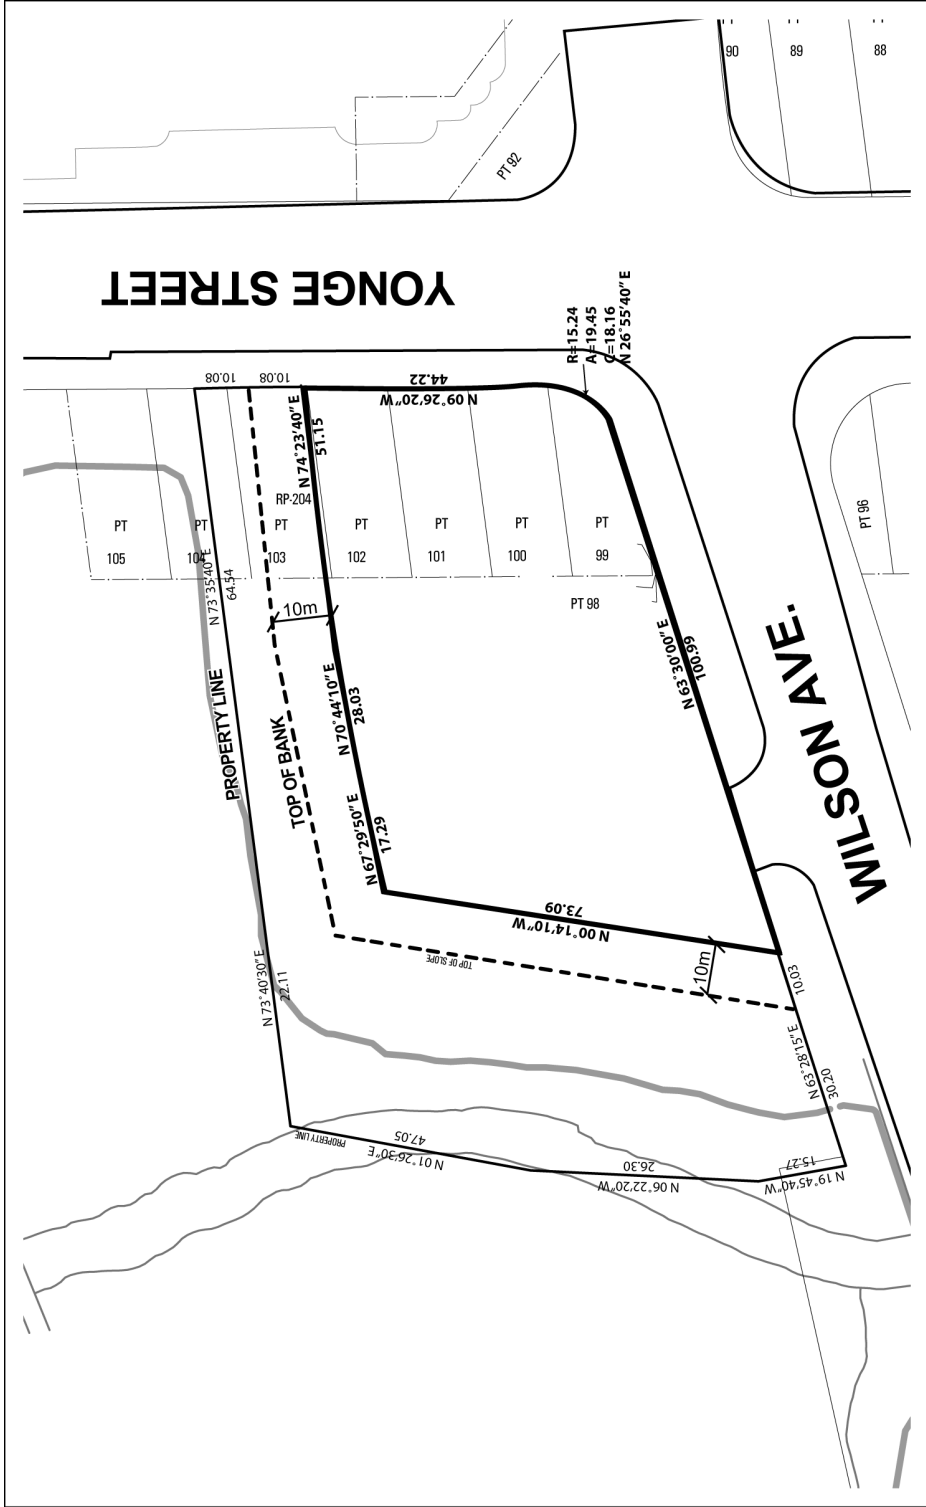 90
89
88
PT 92
YONGE STREET
R=15.24
A=19.45
C=18.16
N 26°55'40" E
10.08
10.08
44.22
N 09°26'20" W
N 74°23'40" E
51.15
RP-204
PT
105
PT
104
PT
103
PT
102
PT
101
PT
100
PT
99
PT 96
PT 98
N 73°35'40" E
64.54
10m
N 63°30'00" E
100.99
WILSON AVE.
PROPERTY LINE
TOP OF BANK
N 70°44'10" E
28.03
N 67°29'50" E
17.29
73.09
N 00°14'10" W
TOP OF SLOPE
10m
10.03
N 73°40'30" E
22.11
N 63°28'15" E
30.20
PROPERTY LINE
47.05
N 01°26'30" E
26.30
N 06°22'20" W
15.27
N 19°45'40" W